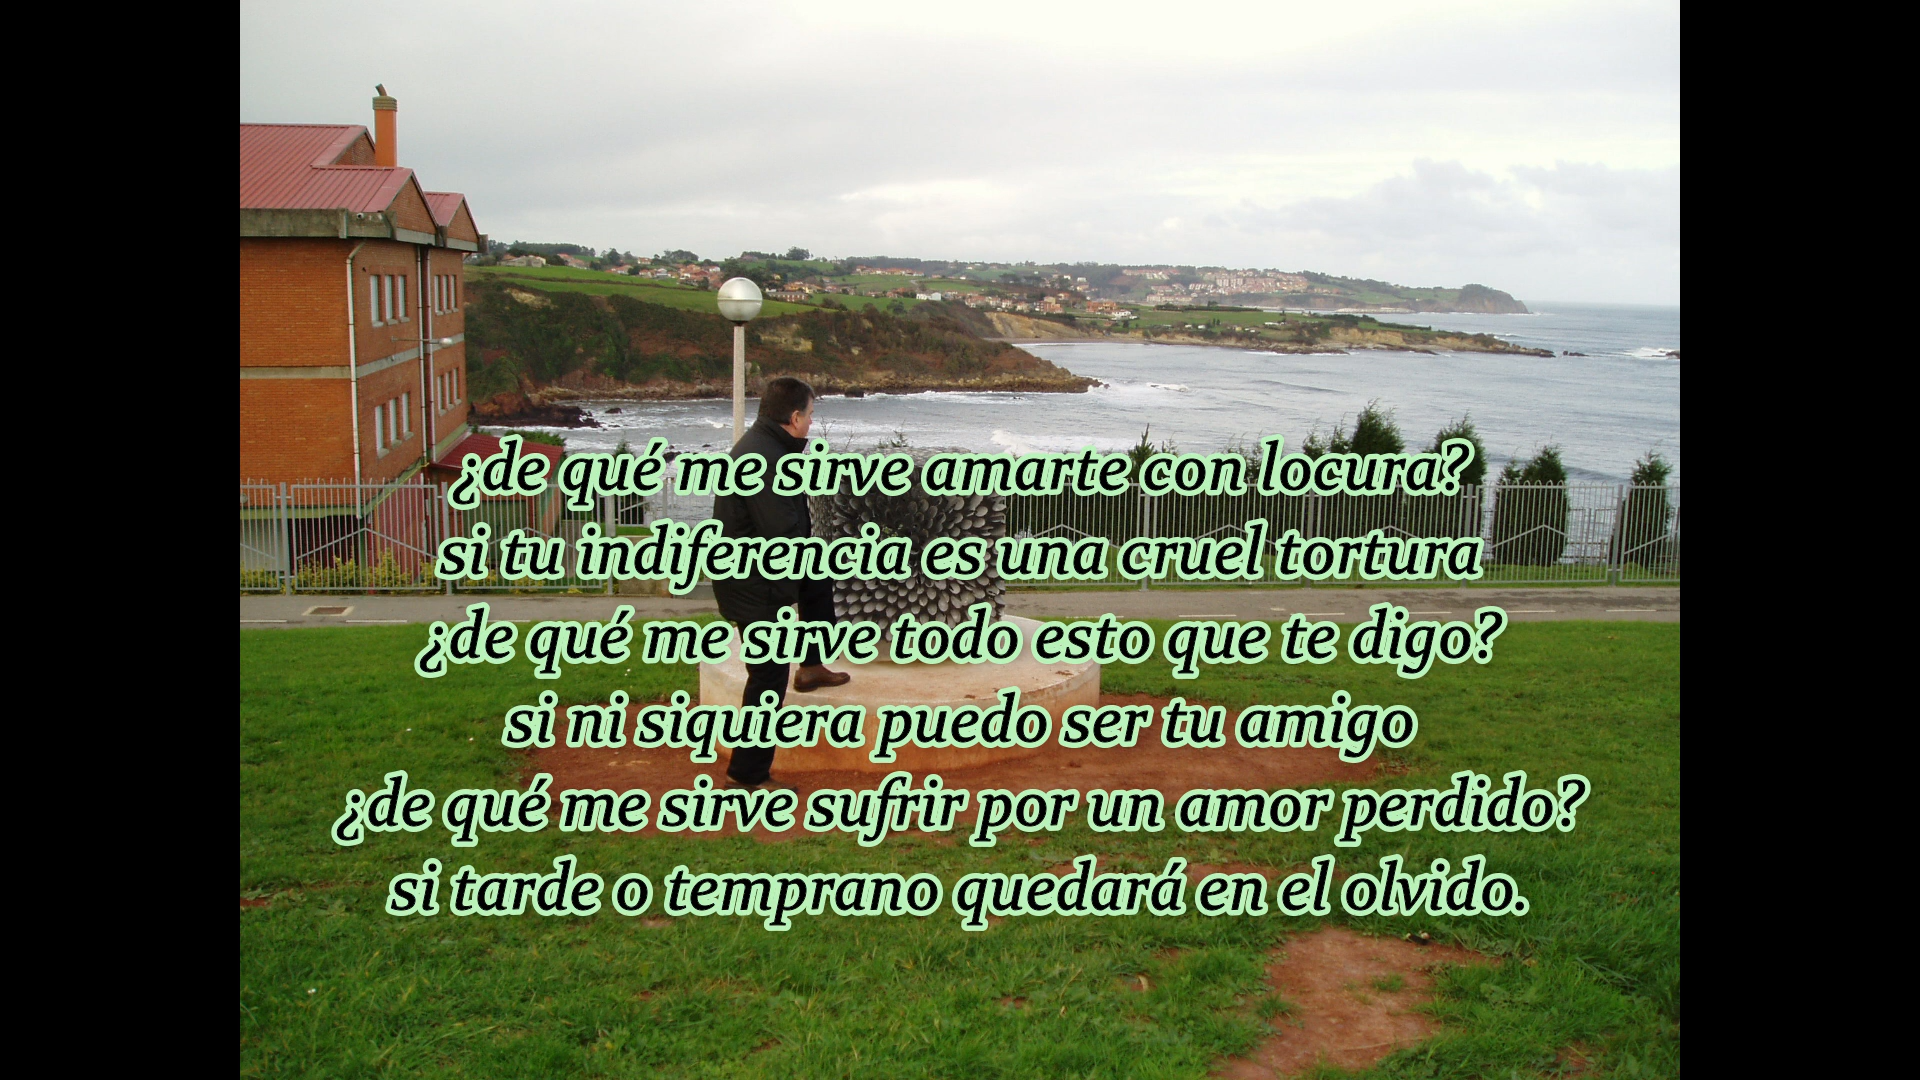 ¿de qué me sirve amarte con locura?
si tu indiferencia es una cruel tortura
¿de qué me sirve todo esto que te digo?
si ni siquiera puedo ser tu amigo
¿de qué me sirve sufrir por un amor perdido?
si tarde o temprano quedará en el olvido.